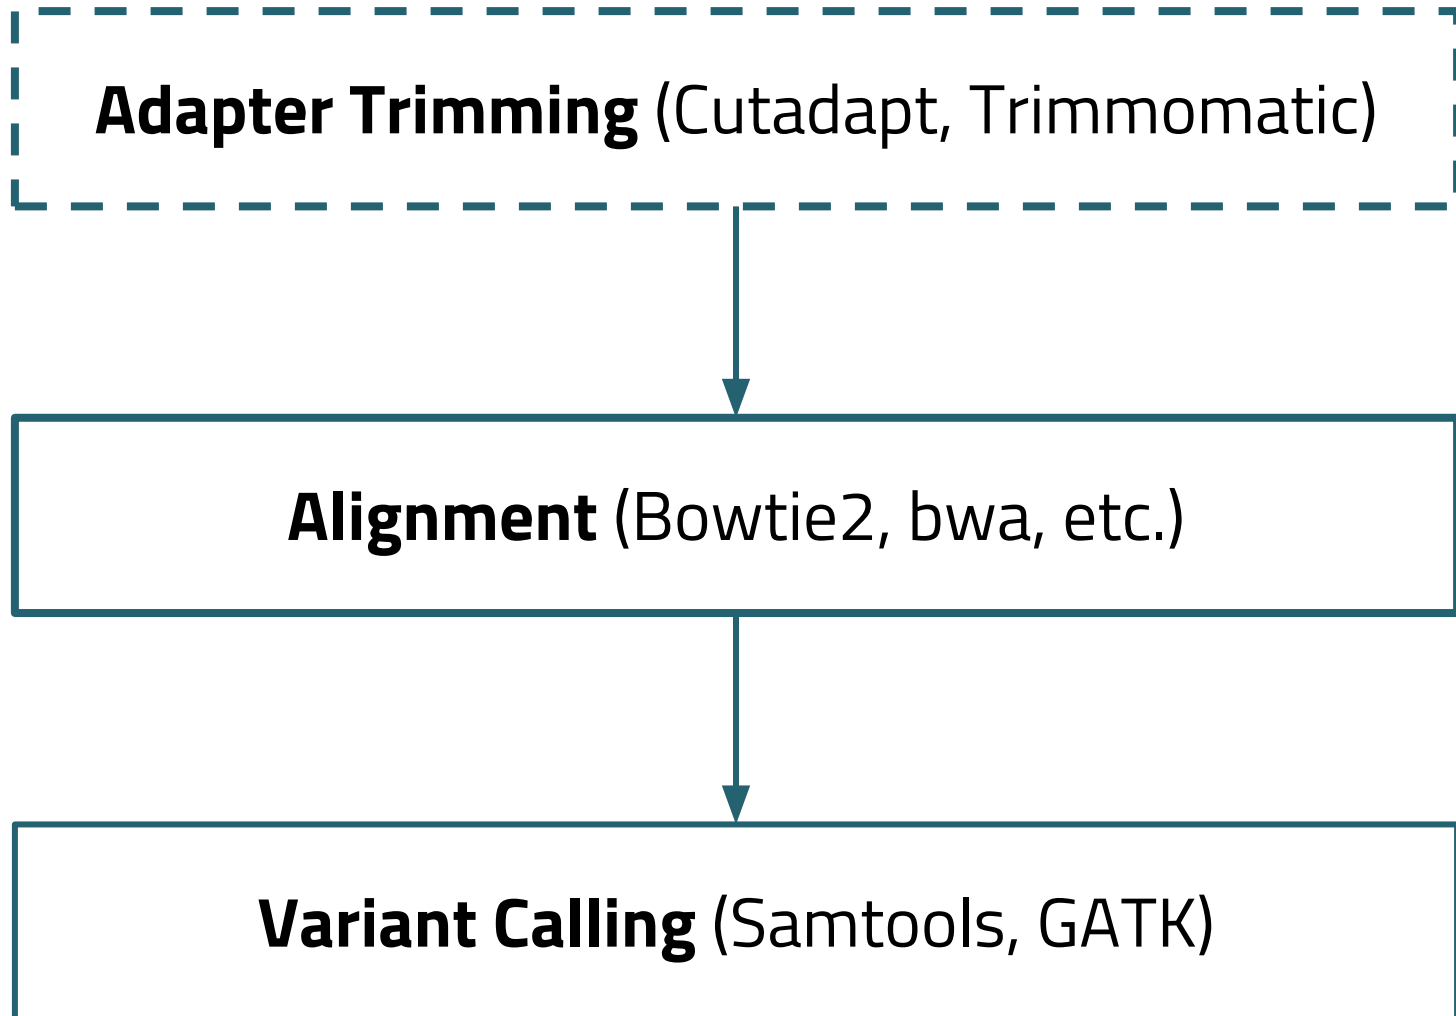 Adapter Trimming (Cutadapt, Trimmomatic)
Alignment (Bowtie2, bwa, etc.)
Variant Calling (Samtools, GATK)